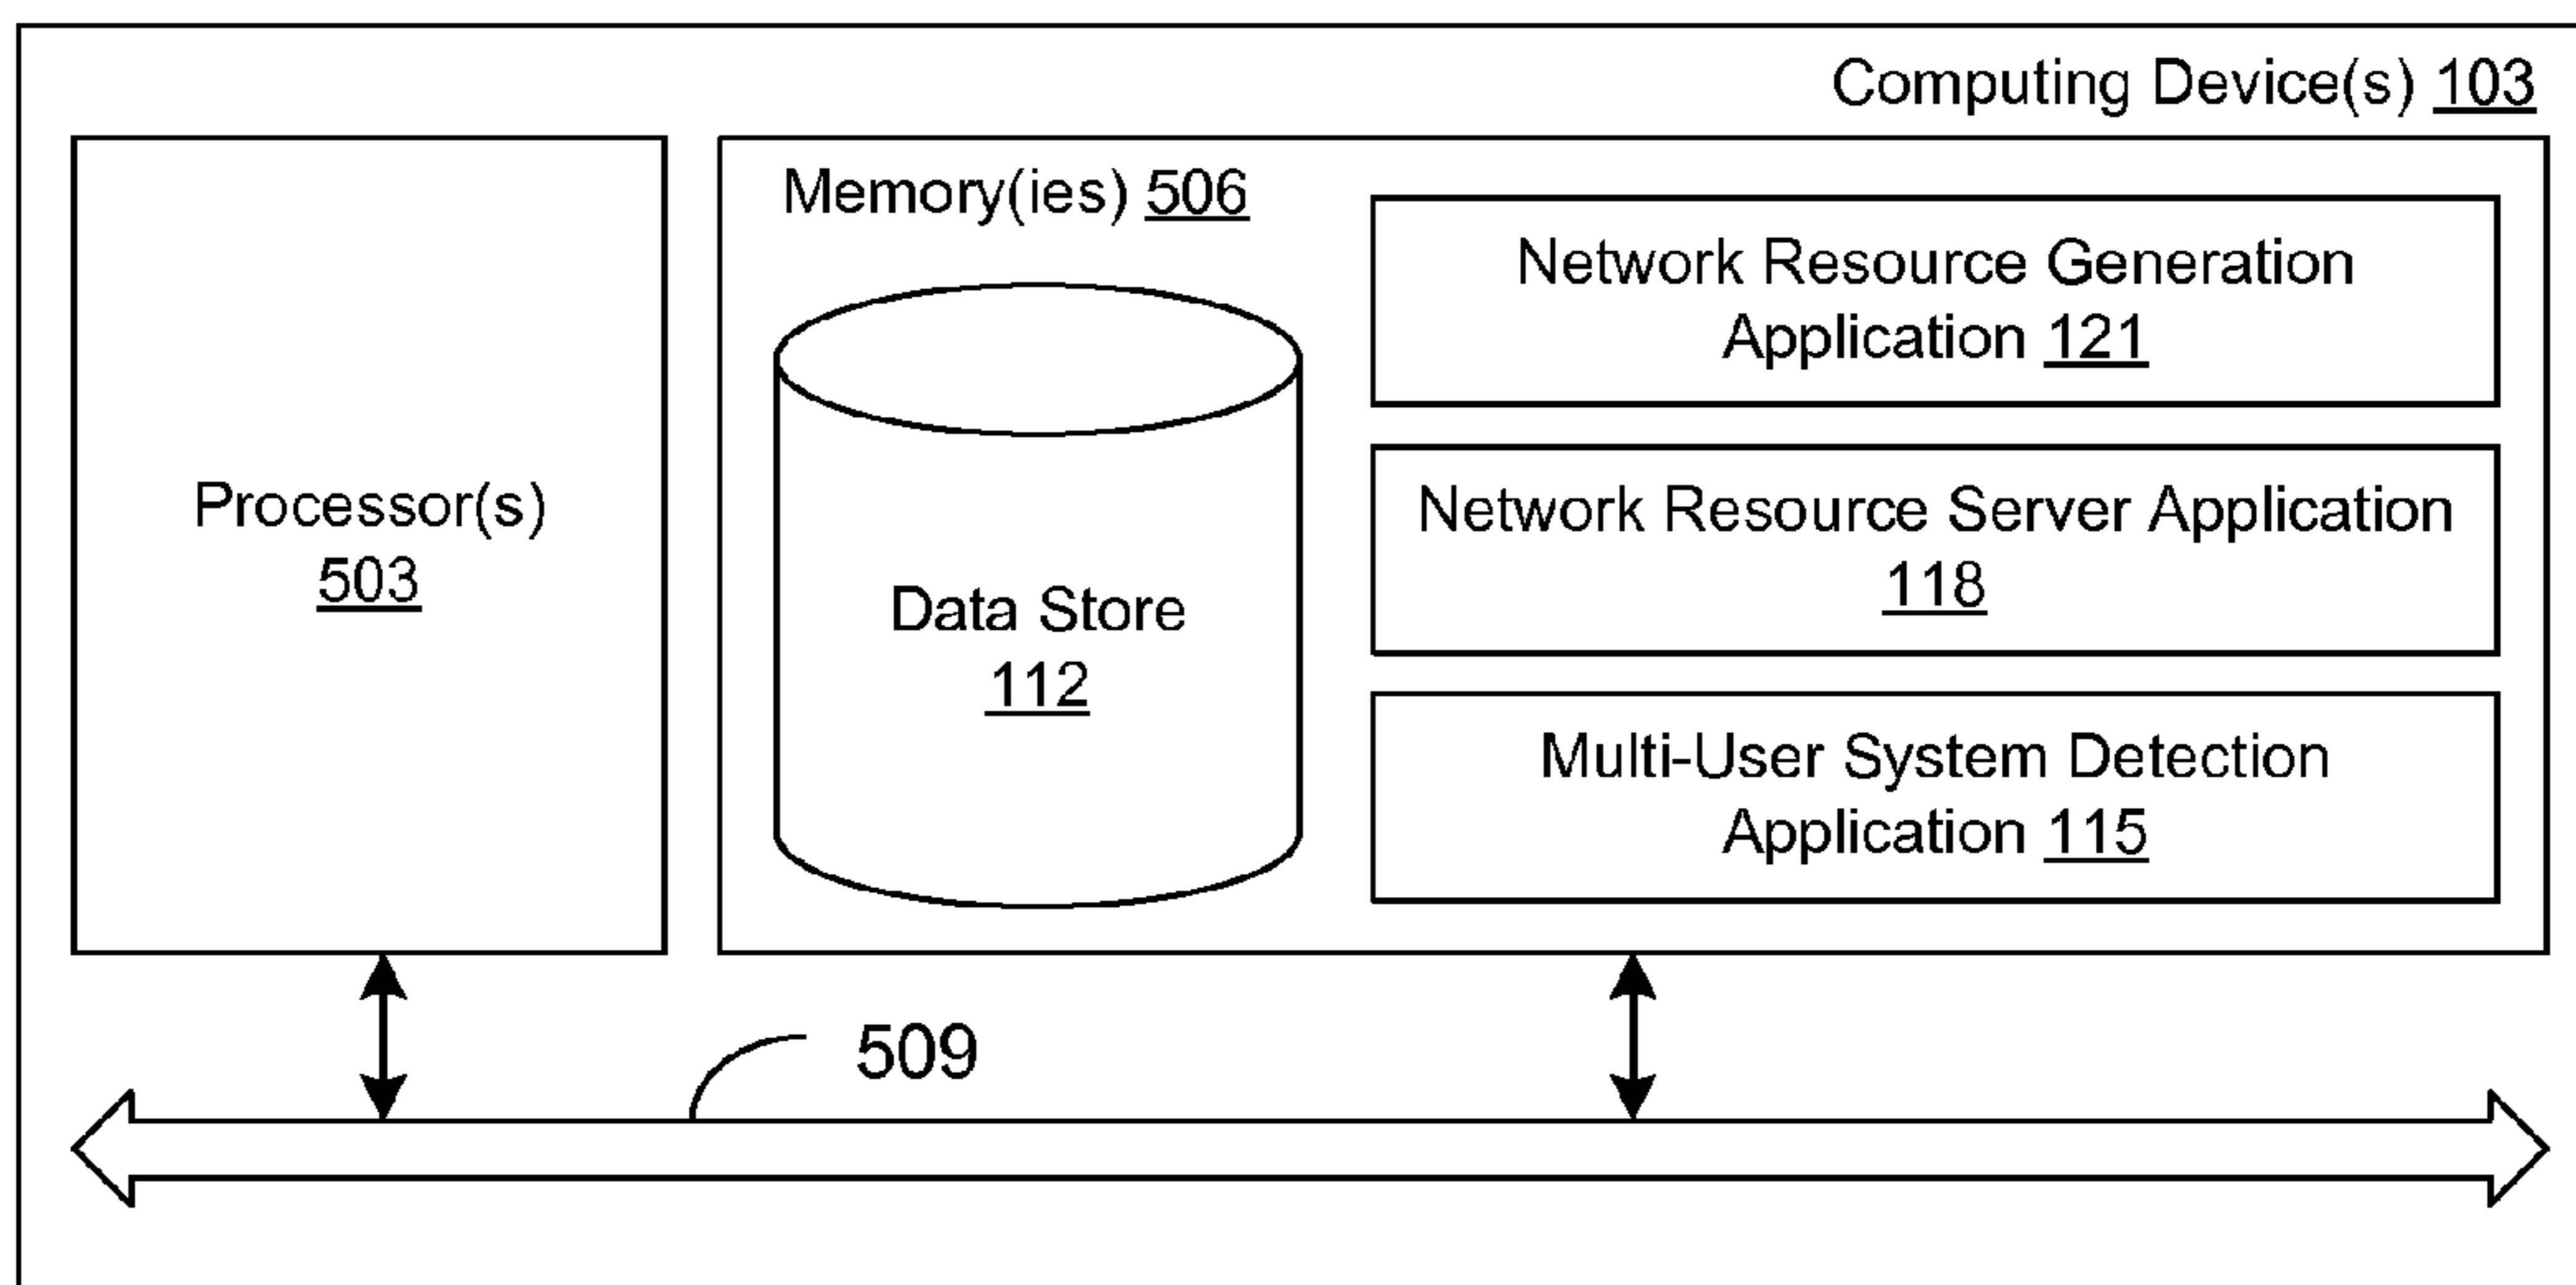 Computing Device(s) 103
Processor(s)
503
Memory(ies) 506
Data Store
112
Network Resource Generation
Application 121
Network Resource Server Application
118
Multi-User System Detection
Application 115
509